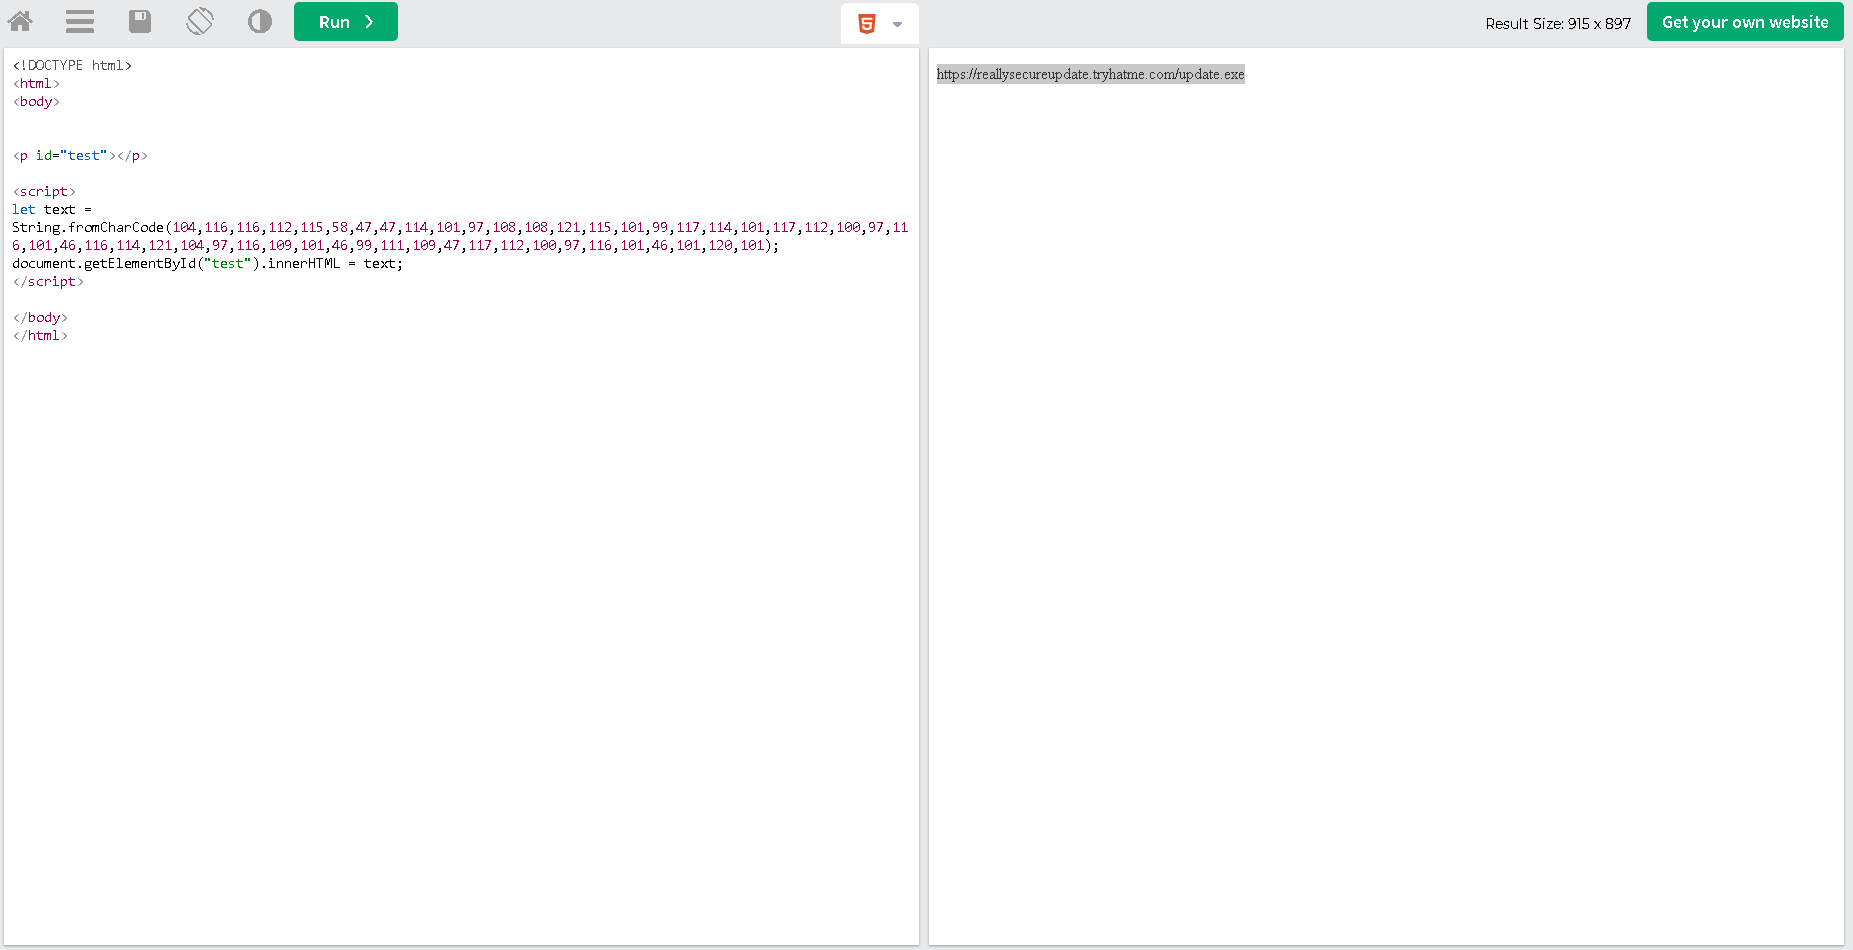 Run ❯
Result Size: 915 x 897
Get your own website
<!DOCTYPE html>
<html>
<body>
<p id="test"></p>
<script>
let text =
String.fromCharCode(104,116,116,112,115,58,47,47,114,101,97,108,108,121,115,101,99,117,114,101,117,112,100,97,11
6,101,46,116,114,121,104,97,116,109,101,46,99,111,109,47,117,112,100,97,116,101,46,101,120,101);
document.getElementById("test").innerHTML = text;
</script>
</body>
</html>
https://reallysecureupdate.tryhatme.com/update.exe